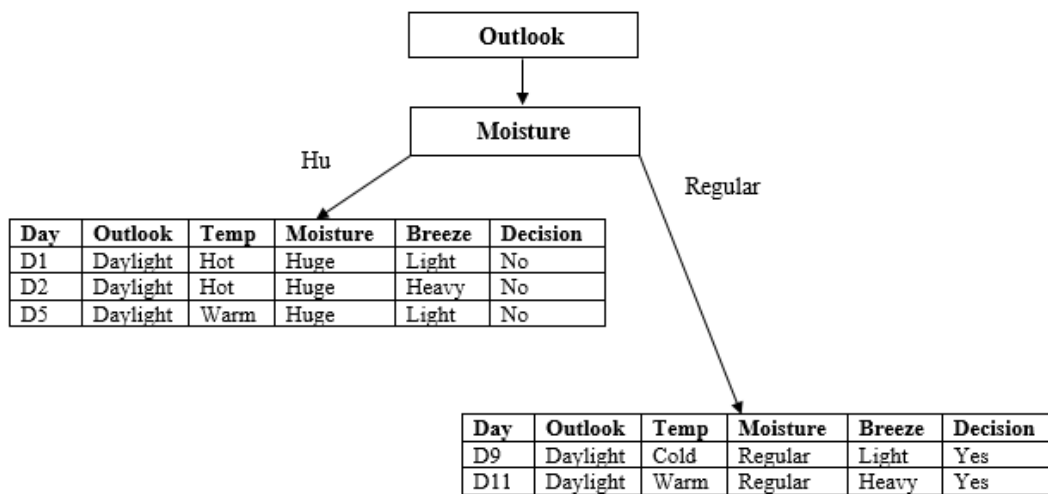 Outlook
Moisture
Hu
Regular
Day Outlook Temp Moisture Breeze Decision
D1 Daylight Hot Huge Light No
D2 Daylight Hot Huge Heavy No
D5 Daylight Warm Huge Light No
Day Outlook Temp Moisture Breeze Decision
D9 Daylight Cold Regular Light Yes
D11 Daylight Warm Regular Heavy Yes